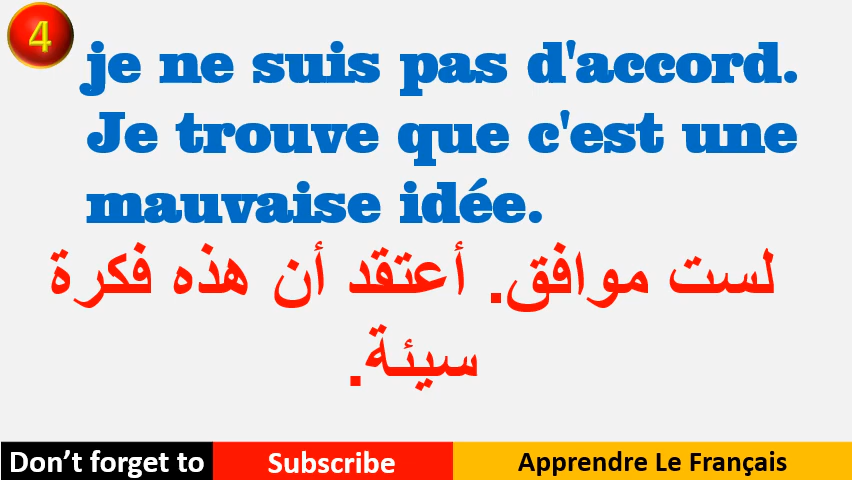 4
je ne suis pas d'accord.
Je trouve que c'est une
mauvaise idée.
لست موافق. أعتقد أن هذه فكرة
سيئة.
Don’t forget to
Subscribe
Apprendre Le Français